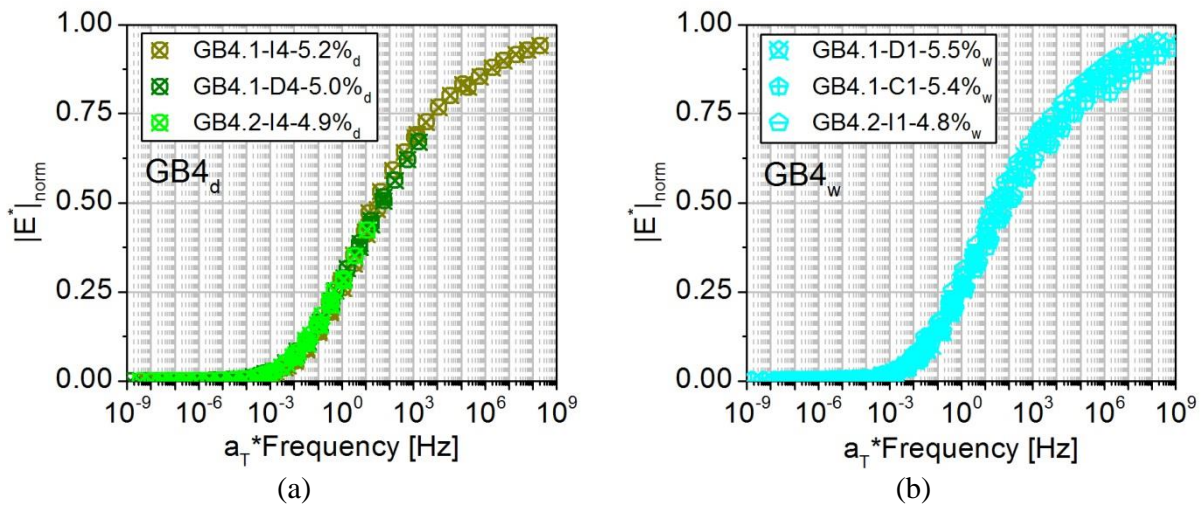 1.00
0.75
0.50
0.25
0.00
|E*|norm
GB4.1-I4-5.2%d
GB4.1-D4-5.0%d
GB4.2-I4-4.9%d
GB4d
10-9 10-6 10-3 100 103 106 109
aT*Frequency [Hz]
(a)
1.00
0.75
0.50
0.25
0.00
|E*|norm
GB4.1-D1-5.5%w
GB4.1-C1-5.4%w
GB4.2-I1-4.8%w
GB4w
10-9 10-6 10-3 100 103 106 109
aT*Frequency [Hz]
(b)